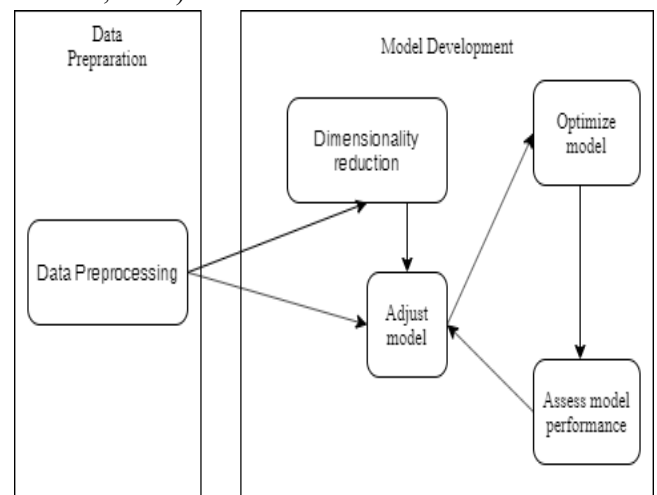 Data
Prepraration
Model Development
Dimensionality
reduction
Optimize
model
Data Preprocessing
Adjust
model
Assess model
performance